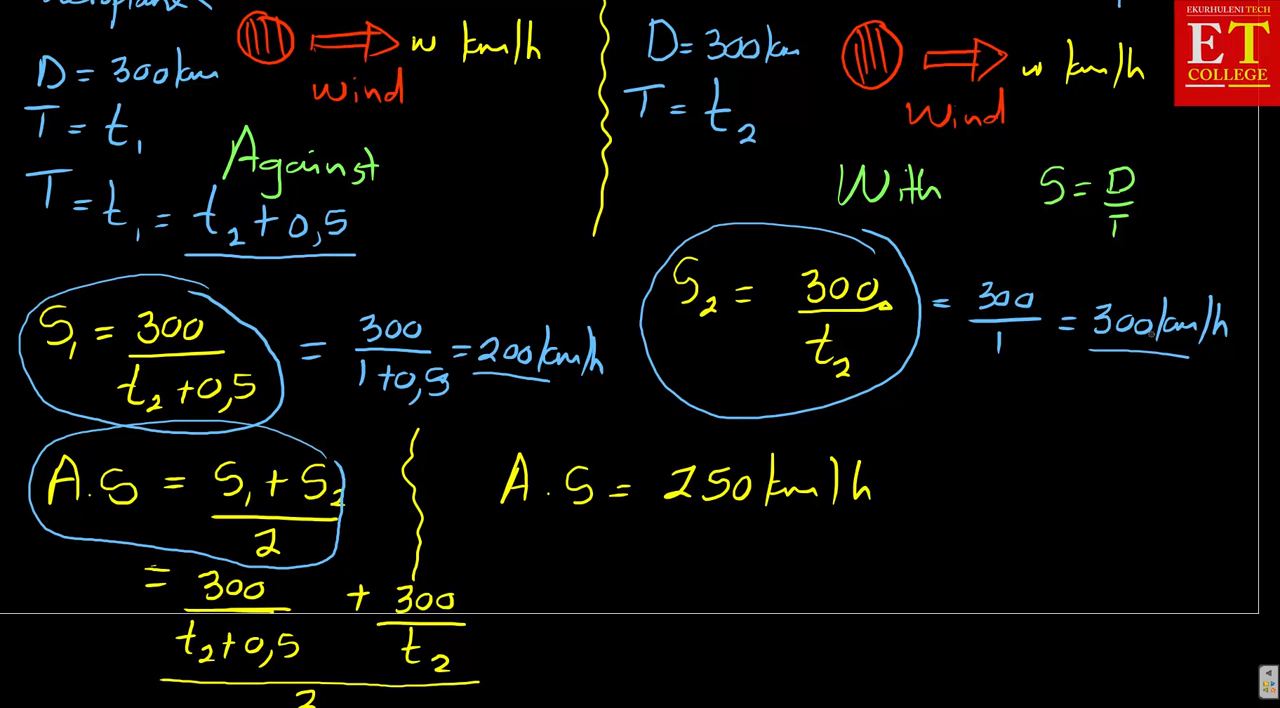 Aeroplane
D = 300km
w km/h
Wind
T = t₁
Against
T = t₁ = t₂ + 0,5
D = 300km
w km/h
Wind
T = t₂
With
S = D/T
EKURHULENI TECH
ET
COLLEGE
S₁ = 300/(t₂ + 0,5) = 300/(1 + 0,5) = 200km/h
S₂ = 300/t₂ = 300/1 = 300km/h
A.S = (S₁ + S₂)/2
A.S = 250km/h
= (300/(t₂ + 0,5) + 300/t₂)/2